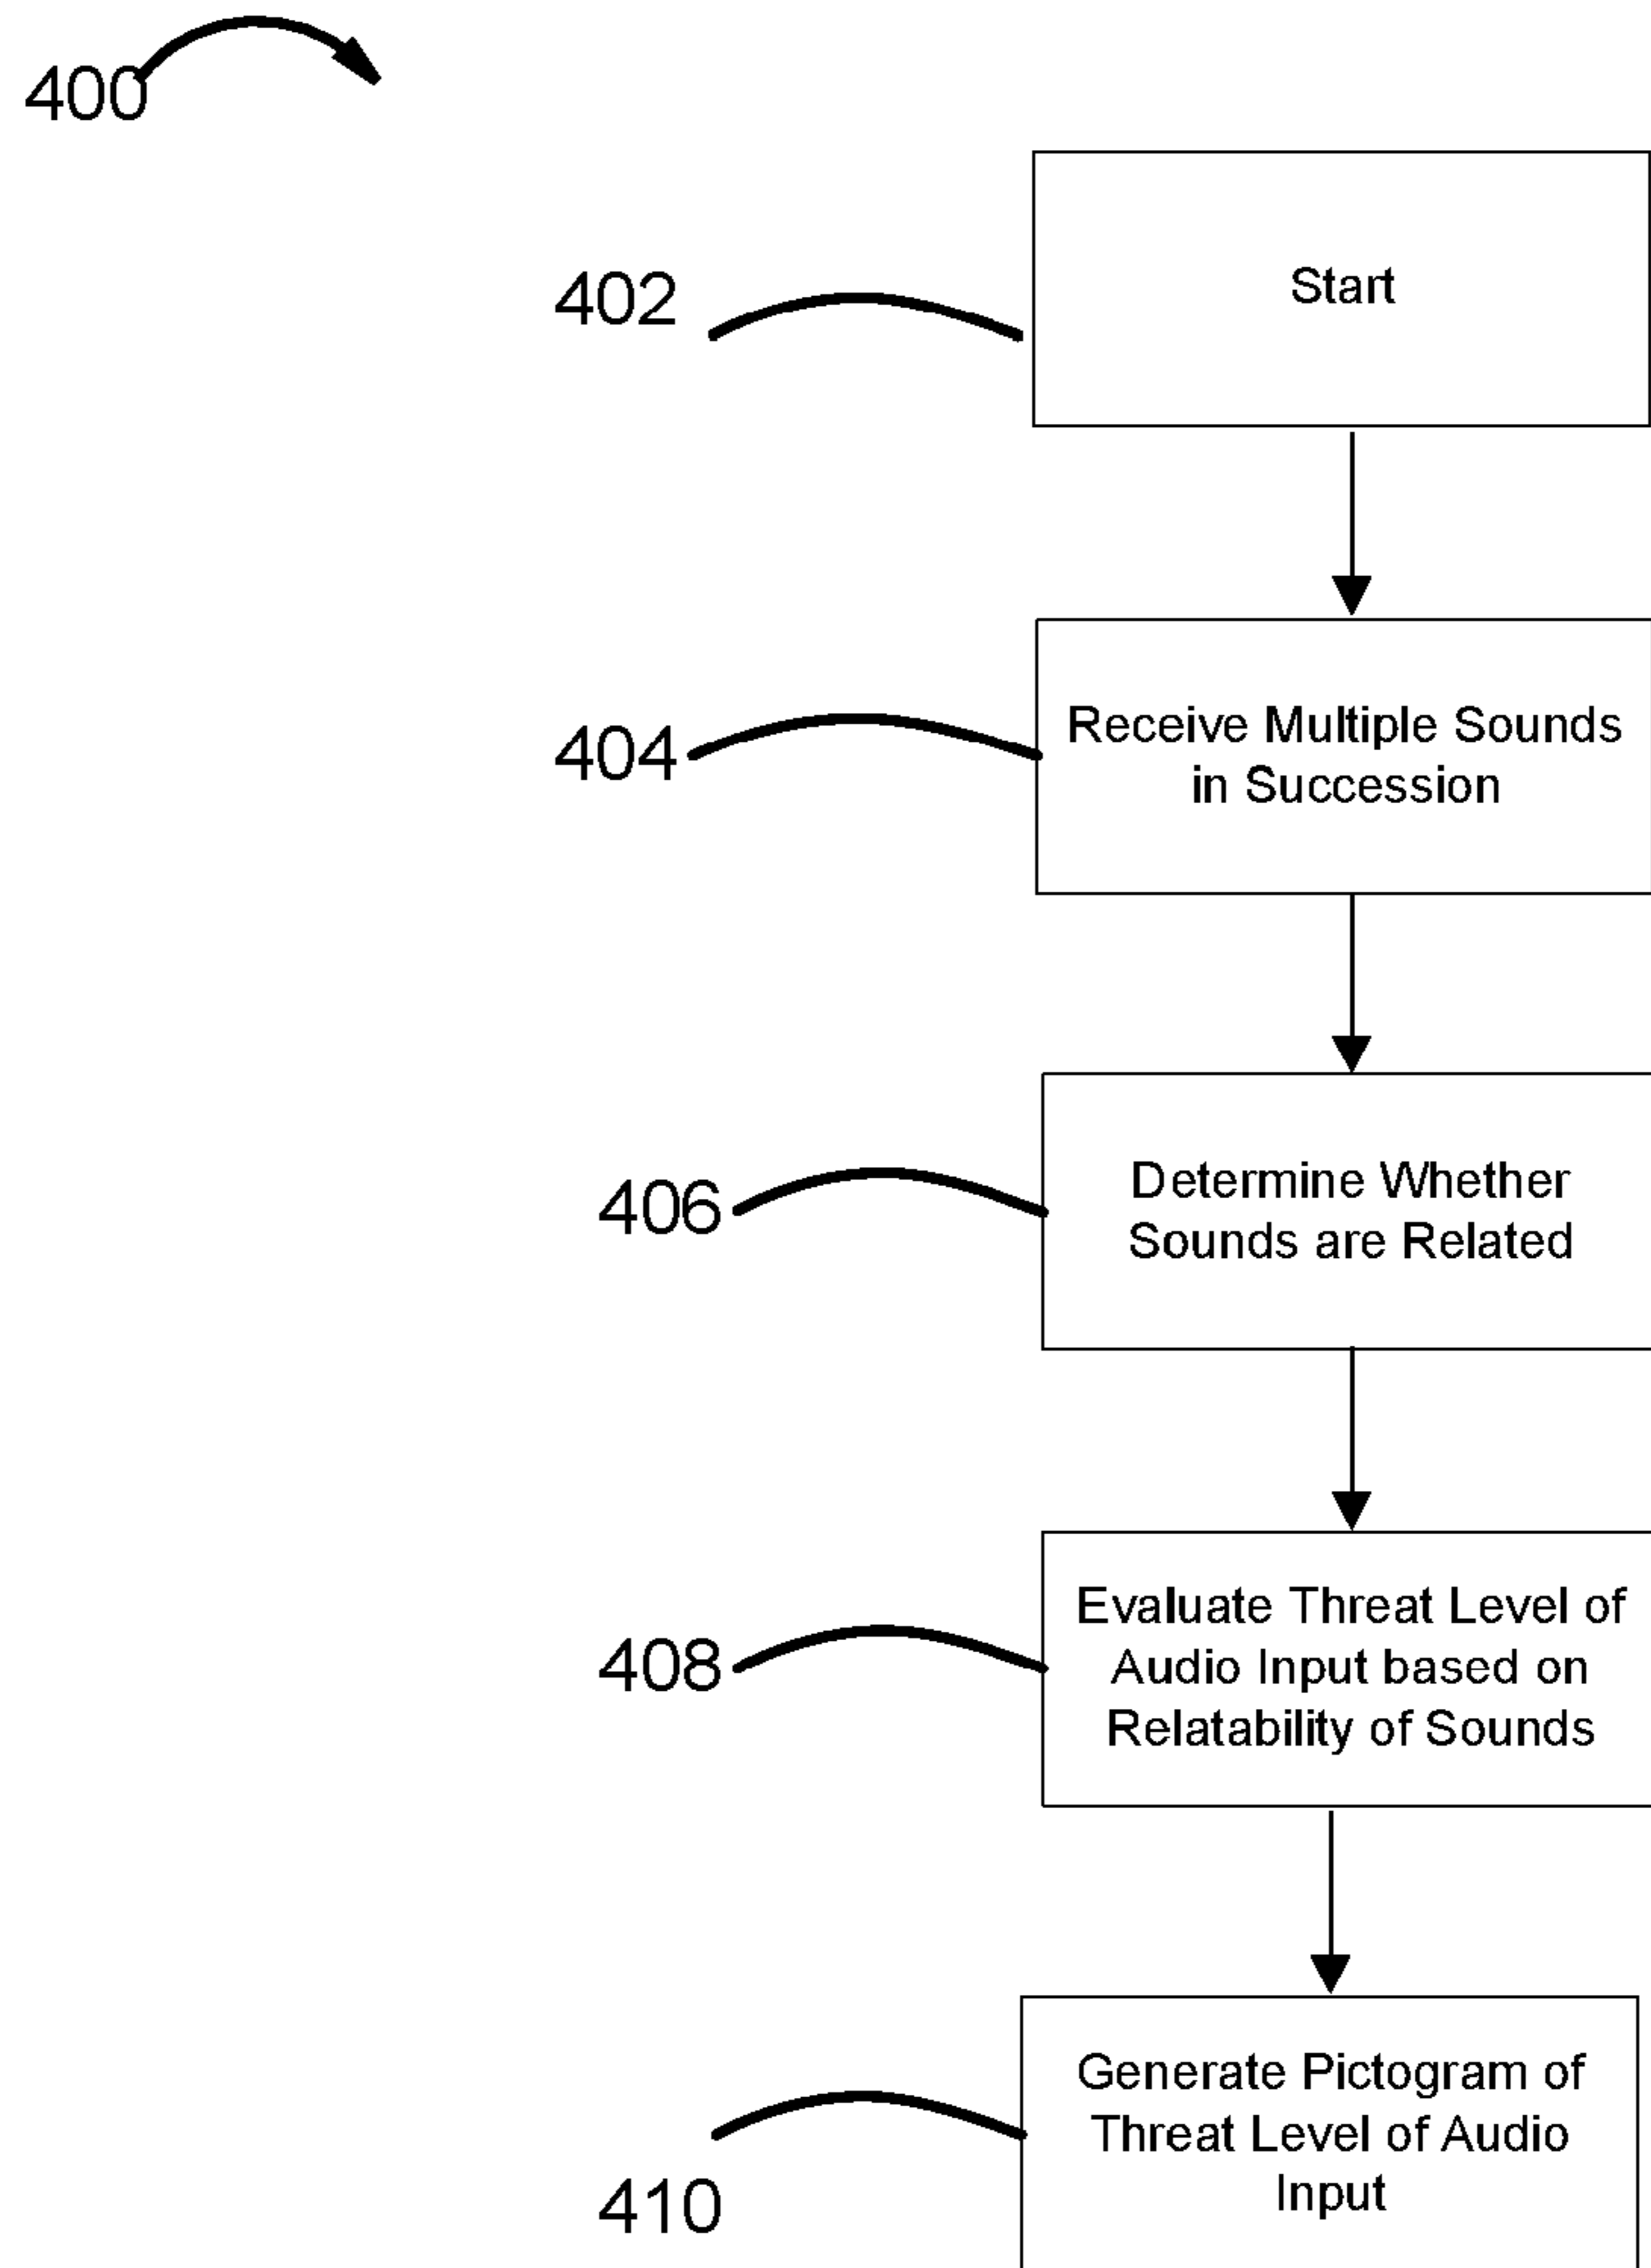 400
402
Start
404
Receive Multiple Sounds
in Succession
406
Determine Whether
Sounds are Related
408
Evaluate Threat Level of
Audio Input based on
Relatability of Sounds
410
Generate Pictogram of
Threat Level of Audio
Input